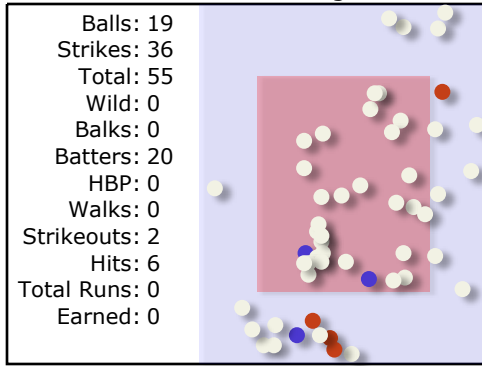 Balls: 19
Strikes: 36
Total: 55
Wild: 0
Balks: 0
Batters: 20
HBP: 0
Walks: 0
Strikeouts: 2
Hits: 6
Total Runs: 0
Earned: 0